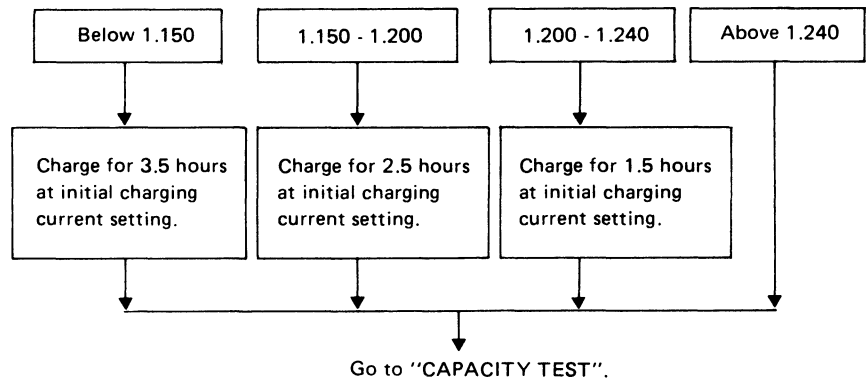 Below 1.150
1.150 - 1.200
1.200 - 1.240
Above 1.240
Charge for 3.5 hours
at initial charging
current setting.
Charge for 2.5 hours
at initial charging
current setting.
Charge for 1.5 hours
at initial charging
current setting.
Go to "CAPACITY TEST".